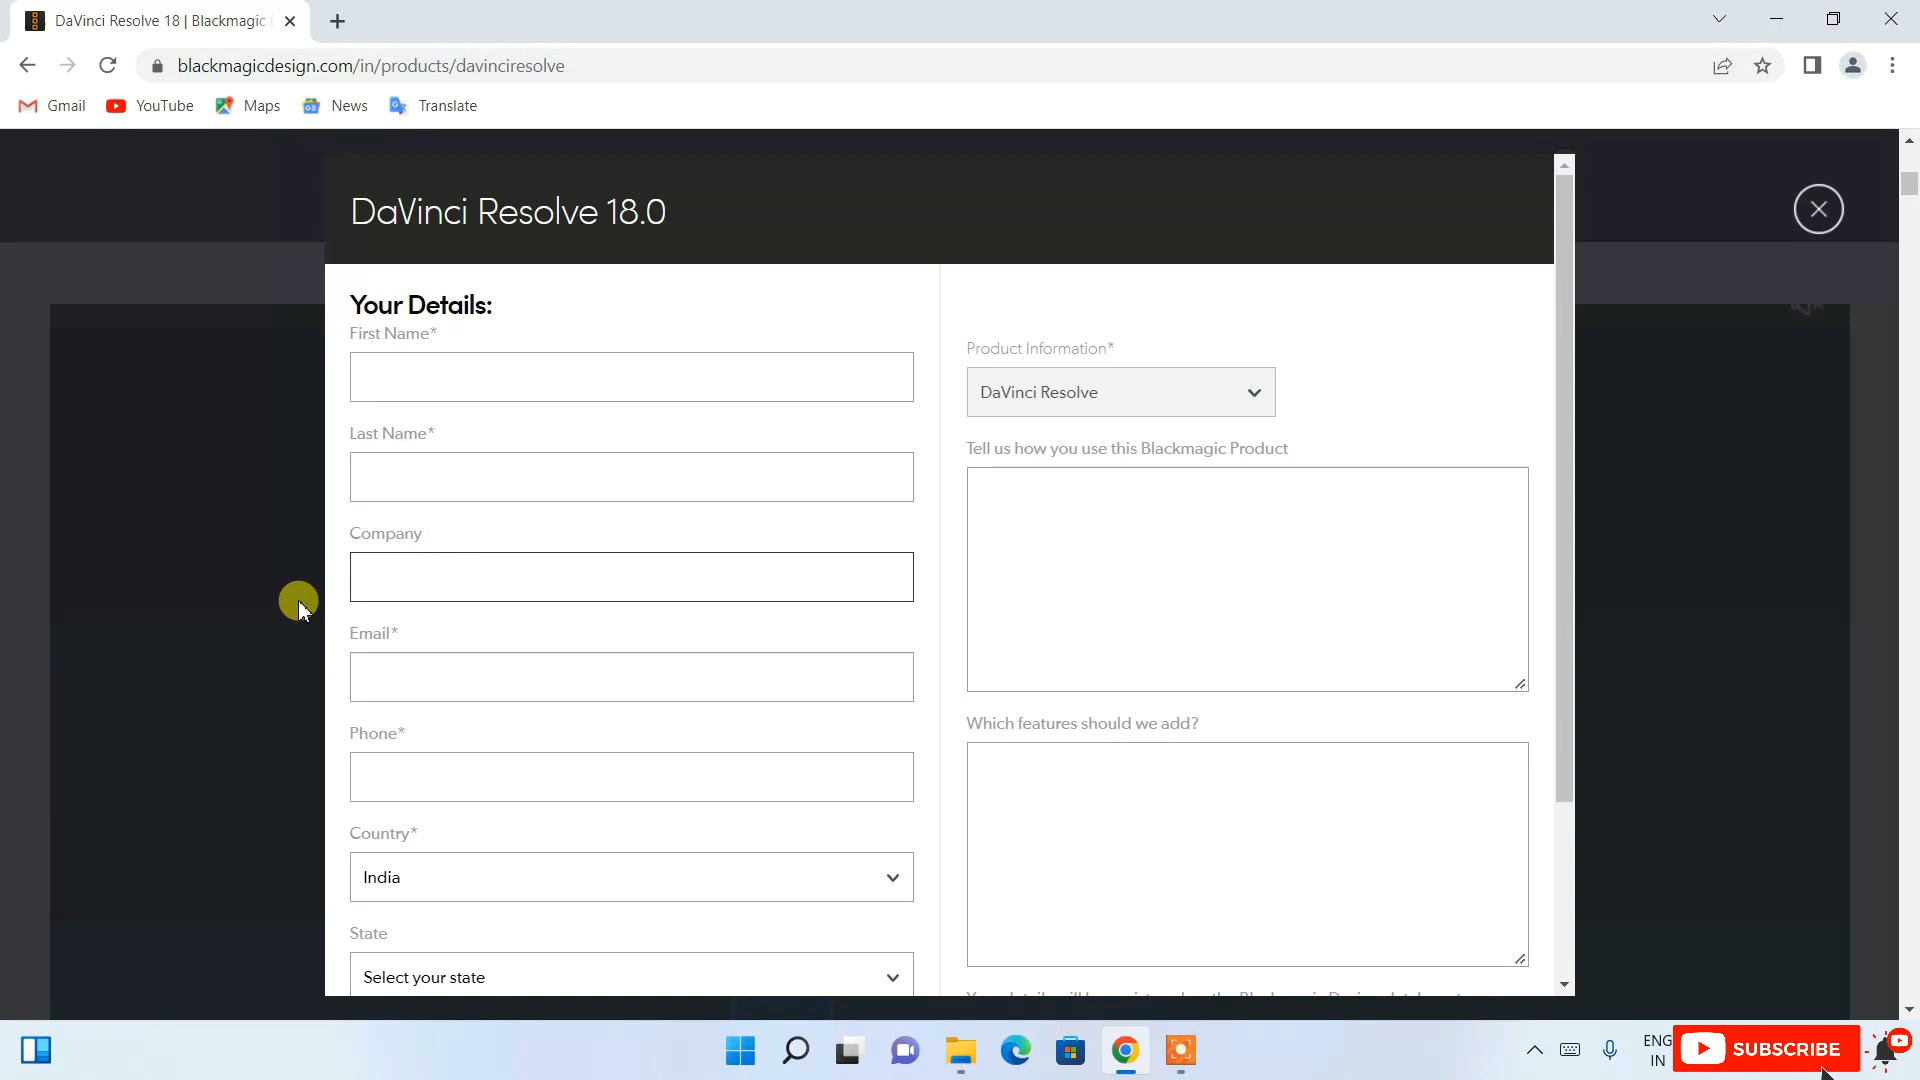 DaVinci Resolve 18 | Blackmagic
blackmagicdesign.com/in/products/davinciresolve
Gmail
YouTube
Maps
News
Translate
DaVinci Resolve 18.0
Your Details:
First Name*
Last Name*
Company
Email*
Phone*
Country*
India
State
Select your state
Product Information*
DaVinci Resolve
Tell us how you use this Blackmagic Product
Which features should we add?
ENG
IN
SUBSCRIBE